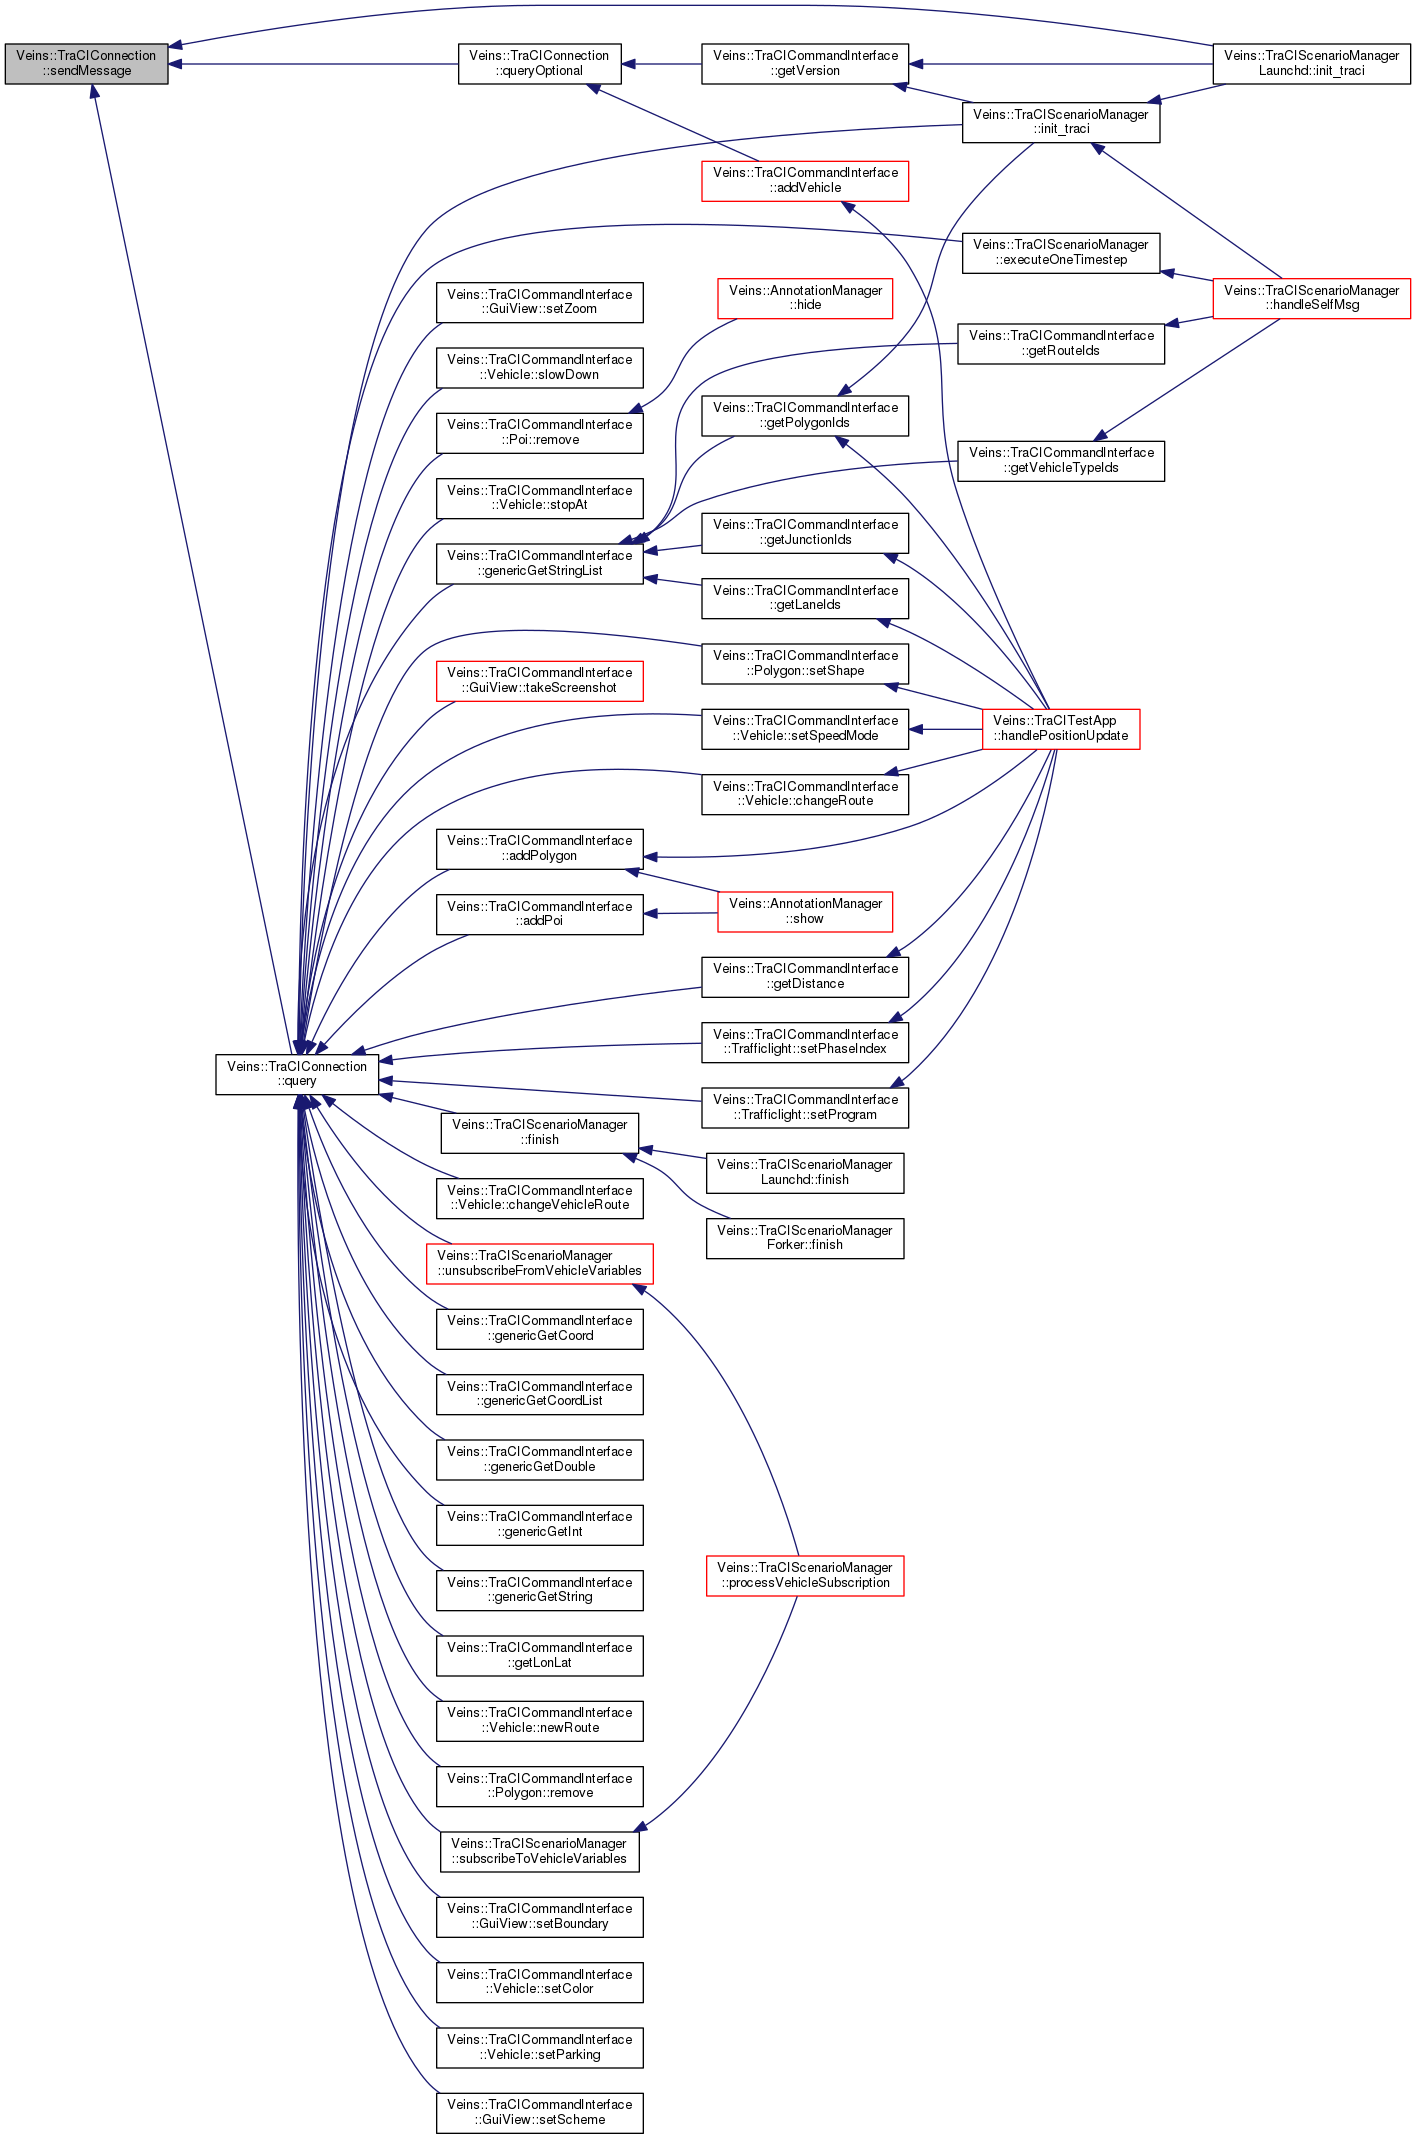 Veins::TraCIConnection
::sendMessage
Veins::TraCIConnection
::queryOptional
Veins::TraCICommandInterface
::getVersion
Veins::TraCIScenarioManager
Launchd::init_traci
Veins::TraCIScenarioManager
::init_traci
Veins::TraCICommandInterface
::addVehicle
Veins::TraCIScenarioManager
::executeOneTimestep
Veins::TraCIScenarioManager
::handleSelfMsg
Veins::TraCICommandInterface
::GuiView::setZoom
Veins::AnnotationManager
::hide
Veins::TraCICommandInterface
::getRouteIds
Veins::TraCICommandInterface
::Vehicle::slowDown
Veins::TraCICommandInterface
::Poi::remove
Veins::TraCICommandInterface
::getPolygonIds
Veins::TraCICommandInterface
::getVehicleTypeIds
Veins::TraCICommandInterface
::Vehicle::stopAt
Veins::TraCICommandInterface
::genericGetStringList
Veins::TraCICommandInterface
::getJunctionIds
Veins::TraCICommandInterface
::getLaneIds
Veins::TraCICommandInterface
::Polygon::setShape
Veins::TraCICommandInterface
::GuiView::takeScreenshot
Veins::TraCICommandInterface
::Vehicle::setSpeedMode
Veins::TraCITestApp
::handlePositionUpdate
Veins::TraCICommandInterface
::Vehicle::changeRoute
Veins::TraCICommandInterface
::addPolygon
Veins::TraCICommandInterface
::addPoi
Veins::AnnotationManager
::show
Veins::TraCICommandInterface
::getDistance
Veins::TraCICommandInterface
::Trafficlight::setPhaseIndex
Veins::TraCIConnection
::query
Veins::TraCICommandInterface
::Trafficlight::setProgram
Veins::TraCIScenarioManager
::finish
Veins::TraCIScenarioManager
Launchd::finish
Veins::TraCICommandInterface
::Vehicle::changeVehicleRoute
Veins::TraCIScenarioManager
Forker::finish
Veins::TraCIScenarioManager
::unsubscribeFromVehicleVariables
Veins::TraCICommandInterface
::genericGetCoord
Veins::TraCICommandInterface
::genericGetCoordList
Veins::TraCICommandInterface
::genericGetDouble
Veins::TraCICommandInterface
::genericGetInt
Veins::TraCIScenarioManager
::processVehicleSubscription
Veins::TraCICommandInterface
::genericGetString
Veins::TraCICommandInterface
::getLonLat
Veins::TraCICommandInterface
::Vehicle::newRoute
Veins::TraCICommandInterface
::Polygon::remove
Veins::TraCIScenarioManager
::subscribeToVehicleVariables
Veins::TraCICommandInterface
::GuiView::setBoundary
Veins::TraCICommandInterface
::Vehicle::setColor
Veins::TraCICommandInterface
::Vehicle::setParking
Veins::TraCICommandInterface
::GuiView::setScheme